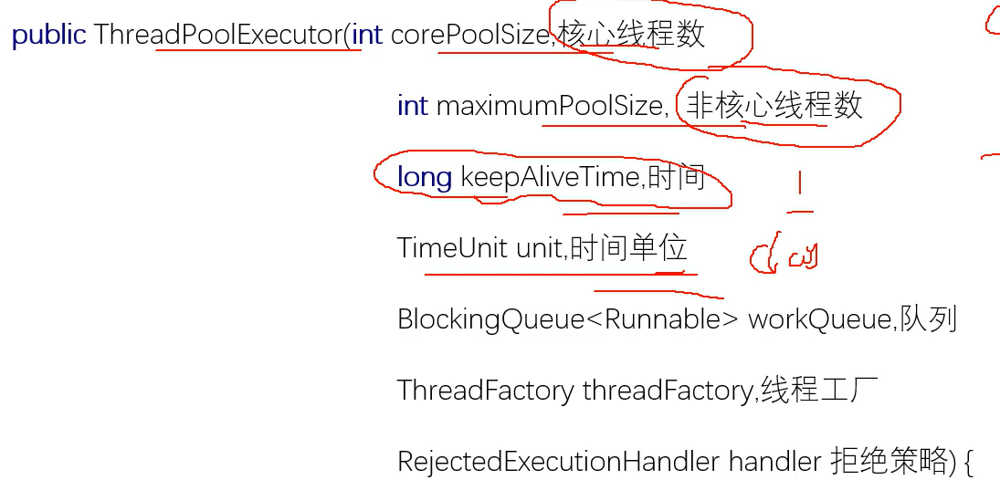 public ThreadPoolExecutor(int corePoolSize,核心线程数
int maximumPoolSize, 非核心线程数
long keepAliveTime,时间
1
TimeUnit unit,时间单位
day
BlockingQueue<Runnable> workQueue,队列
ThreadFactory threadFactory,线程工厂
RejectedExecutionHandler handler 拒绝策略) {